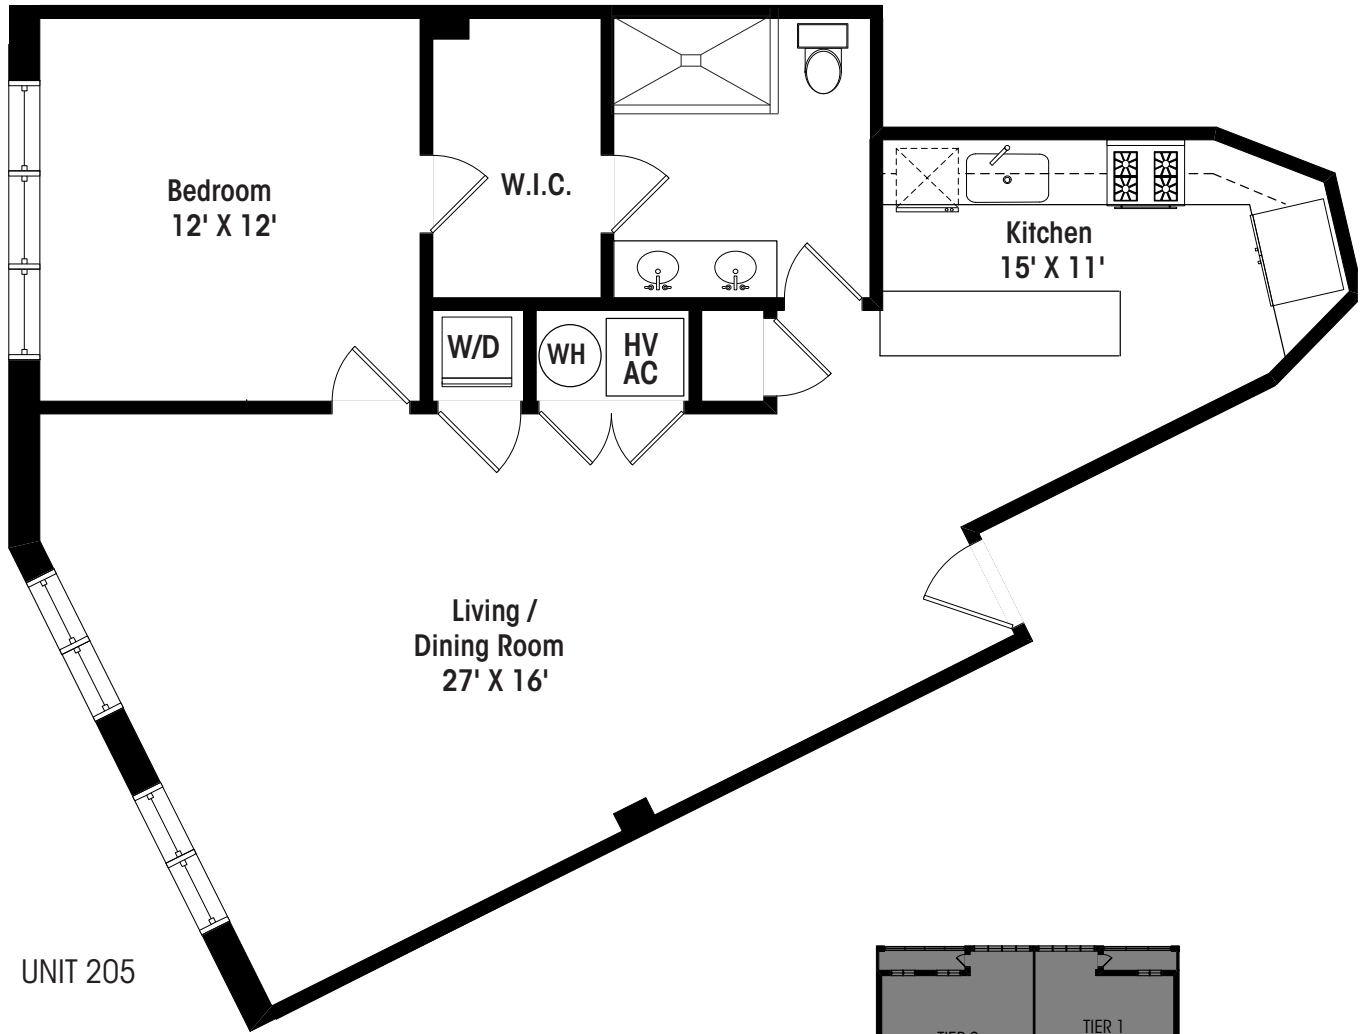 Bedroom
12' X 12'
W.I.C.
Kitchen
15' X 11'
W/D
WH
HV
AC
Living /
Dining Room
27' X 16'
UNIT 205
TIER 1